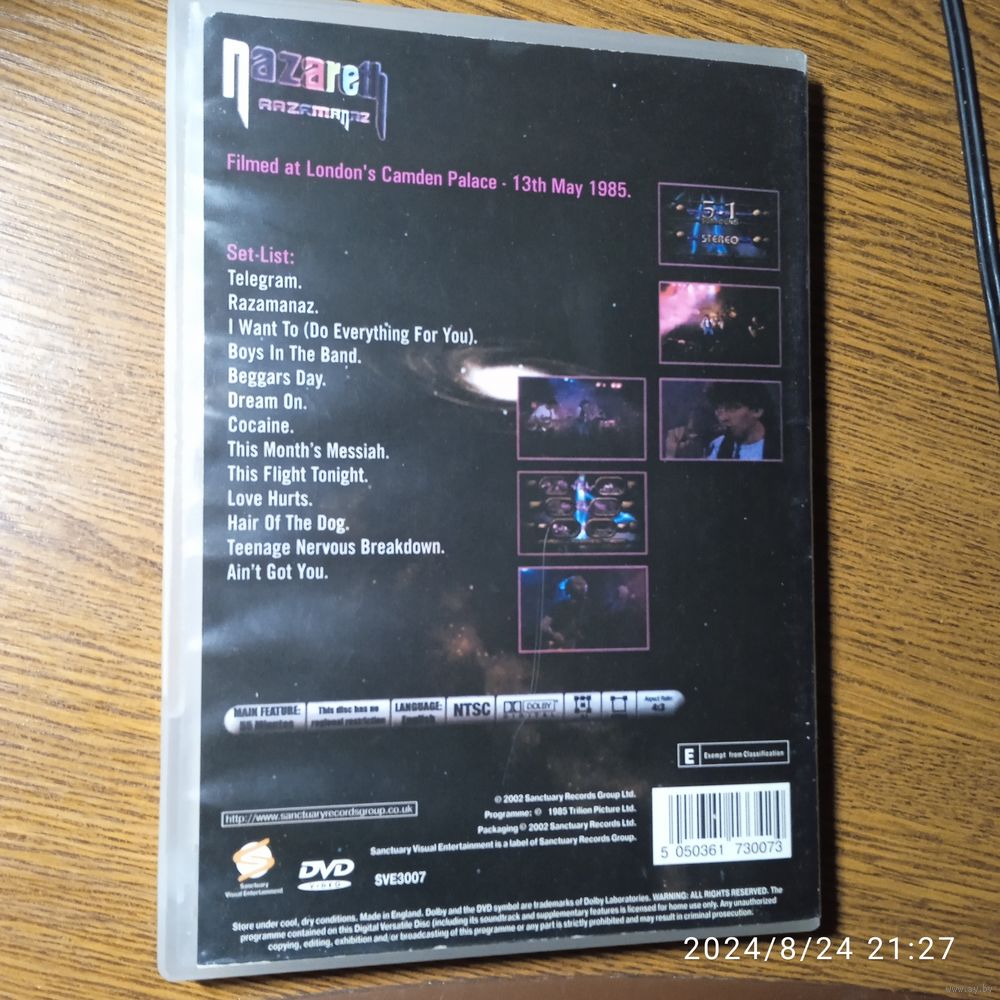 nazareth
RAZAMANAZ
Filmed at London's Camden Palace - 13th May 1985.
5.1
STEREO
Set-List:
Telegram.
Razamanaz.
I Want To (Do Everything For You).
Boys In The Band.
Beggars Day.
Dream On.
Cocaine.
This Month's Messiah.
This Flight Tonight.
Love Hurts.
Hair Of The Dog.
Teenage Nervous Breakdown.
Ain't Got You.
MAIN FEATURE: Minutes
This disc has no regional restriction
LANGUAGE: English
NTSC
DOLBY
DIGITAL
Aspect Ratio 4:3
E Exempt from Classification
http://www.sanctuaryrecordsgroup.co.uk
© 2002 Sanctuary Records Group Ltd.
Programme: ℗ 1985 Trilion Picture Ltd.
Packaging © 2002 Sanctuary Records Ltd.
Sanctuary Visual Entertainment is a label of Sanctuary Records Group.
5 050361 730073
Sanctuary
Visual Entertainment
DVD
VIDEO
SVE3007
Store under cool, dry conditions. Made in England. Dolby and the DVD symbol are trademarks of Dolby Laboratories. WARNING: ALL RIGHTS RESERVED. The
programme contained on this Digital Versatile Disc (including its soundtrack and supplementary features is licensed for home use only. Any unauthorized
copying, editing, exhibition and/or broadcasting of this programme or any part is strictly prohibited and may result in criminal prosecution.
2024/8/24 21:27
www.ay.by